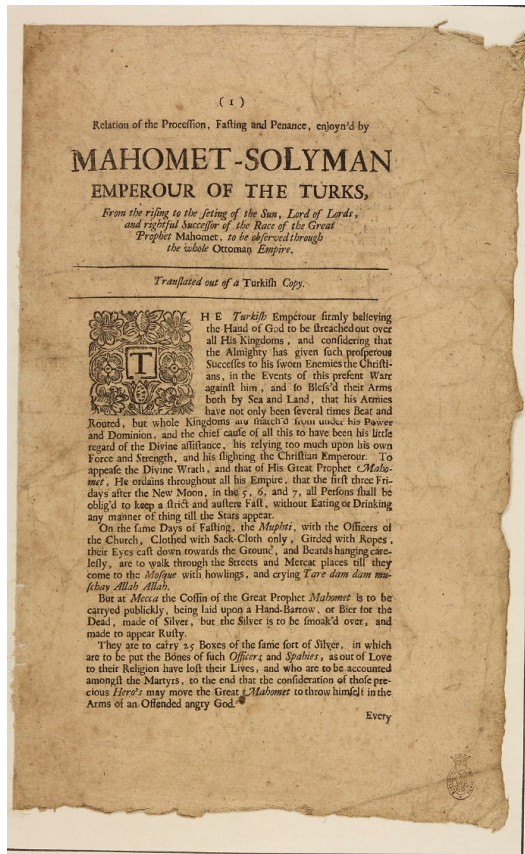 ( 1 )
Relation of the Procession, Fasting and Penance, enjoyn'd by
MAHOMET-SOLYMAN
EMPEROUR OF THE TURKS,
From the rising to the seting of the Sun, Lord of Lords,
and rightful Successor of the Race of the Great
Prophet Mahomet, to be observed through
the whole Ottoman Empire.
Translated out of a Turkish Copy.
THE Turkish Emperour firmly believing
the Hand of God to be streached out over
all His Kingdoms, and considering that
the Almighty has given such prosperous
Successes to his sworn Enemies the Christi-
ans, in the Events of this present Warr
against him, and so Bless'd their Arms
both by Sea and Land, that his Armies
have not only been several times Beat and
Routed, but whole Kingdoms are snatch'd from under his Power
and Dominion, and the chief cause of all this to have been his little
regard of the Divine assistance, his relying too much upon his own
Force and Strength, and his slighting the Christian Emperour. To
appease the Divine Wrath, and that of His Great Prophet Maho-
met, He ordains throughout all his Empire, that the first three Fri-
days after the New Moon, in the 5, 6, and 7, all Persons shall be
oblig'd to keep a strict and austere Fast, without Eating or Drinking
any manner of thing till the Stars appear.
On the same Days of Fasting, the Muphti, with the Officers of
the Church, Clothed with Sack-Cloth only, Girded with Ropes,
their Eyes cast down towards the Ground, and Beards hanging care-
lesly, are to walk through the Streets and Mercat places till they
come to the Mosque with howlings, and crying Tare dam dam mu-
schay Allah Allah.
But at Mecca the Coffin of the Great Prophet Mahomet is to be
carryed publickly, being laid upon a Hand-Barrow, or Bier for the
Dead, made of Silver, but the Silver is to be smoak'd over, and
made to appear Rusty.
They are to carry 25 Boxes of the same sort of Silver, in which
are to be put the Bones of such Officers and Spahies, as out of Love
to their Religion have lost their Lives, and who are to be accounted
amongst the Martyrs, to the end that the consideration of those pre-
cious Hero's may move the Great Mahomet to throw himself in the
Arms of an Offended angry God.
Every